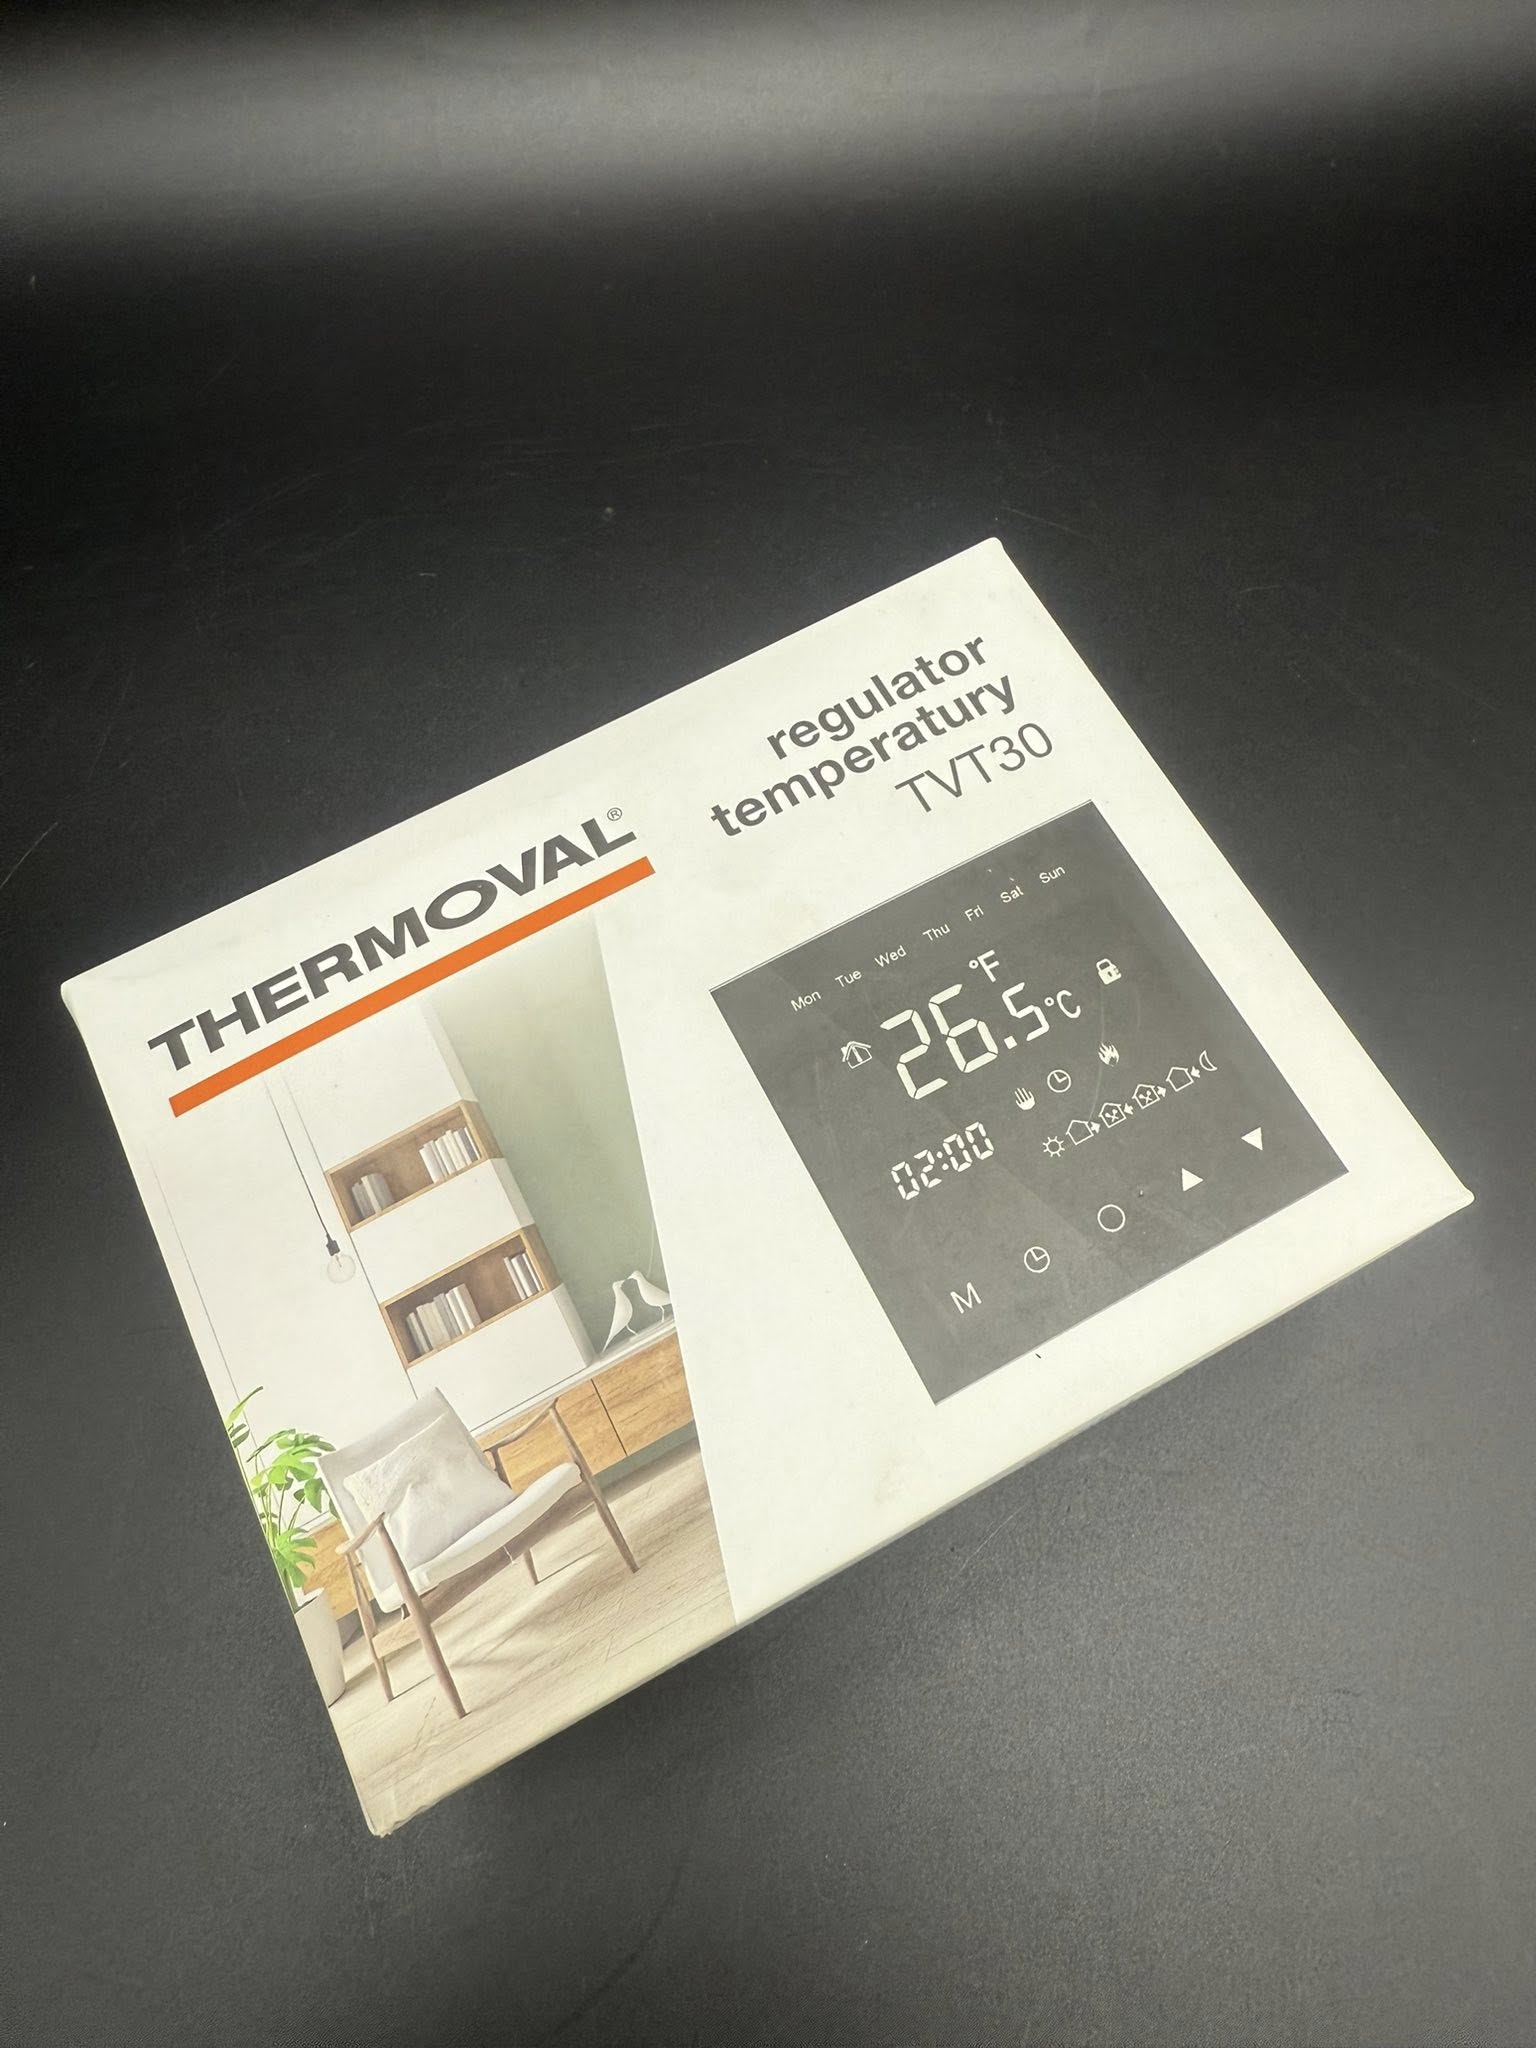 THERMOVAL®
regulator
temperatury
TVT30
Mon Tue Wed Thu Fri Sat Sun
°F
26.5°C
02:00
M